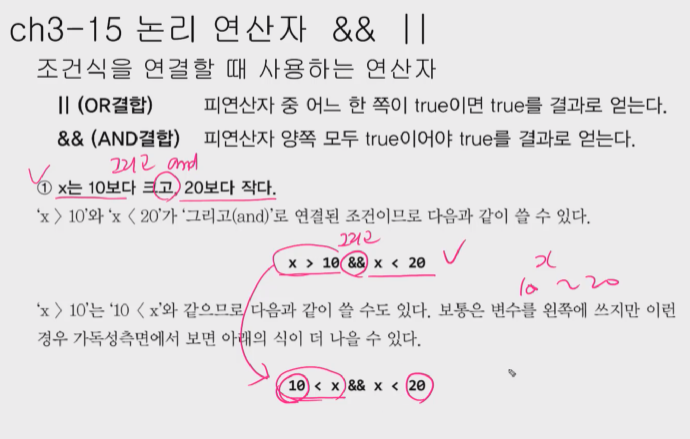 ch3-15 논리 연산자 && ||
조건식을 연결할 때 사용하는 연산자
|| (OR결합) 피연산자 중 어느 한 쪽이 true이면 true를 결과로 얻는다.
&& (AND결합) 피연산자 양쪽 모두 true이어야 true를 결과로 얻는다.
그리고 and
① x는 10보다 크고, 20보다 작다.
‘x > 10’와 ‘x < 20’가 ‘그리고(and)’로 연결된 조건이므로 다음과 같이 쓸 수 있다.
그리고
x > 10 && x < 20
x
10 ~ 20
‘x > 10’는 ‘10 < x’와 같으므로 다음과 같이 쓸 수도 있다. 보통은 변수를 왼쪽에 쓰지만 이런
경우 가독성측면에서 보면 아래의 식이 더 나을 수 있다.
10 < x && x < 20